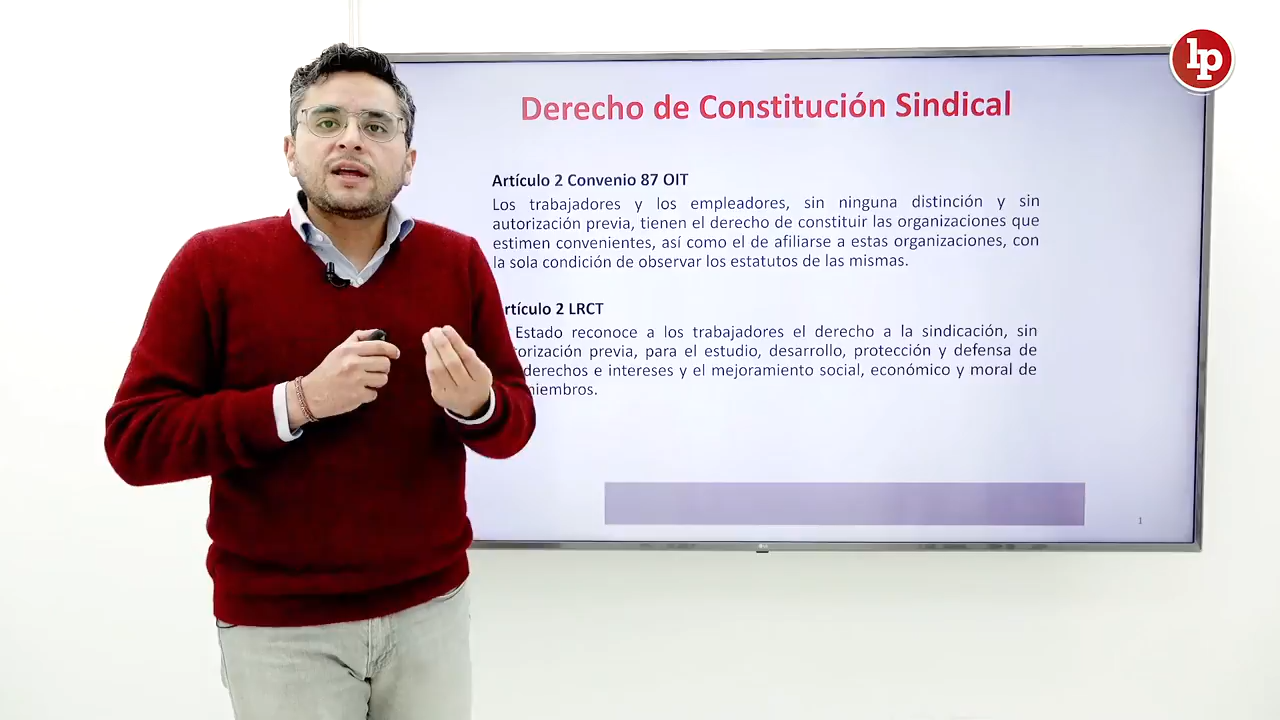 lp
Derecho de Constitución Sindical
Artículo 2 Convenio 87 OIT
Los trabajadores y los empleadores, sin ninguna distinción y sin
autorización previa, tienen el derecho de constituir las organizaciones que
estimen convenientes, así como el de afiliarse a estas organizaciones, con
la sola condición de observar los estatutos de las mismas.
rtículo 2 LRCT
Estado reconoce a los trabajadores el derecho a la sindicación, sin
orización previa, para el estudio, desarrollo, protección y defensa de
derechos e intereses y el mejoramiento social, económico y moral de
miembros.
1
LG